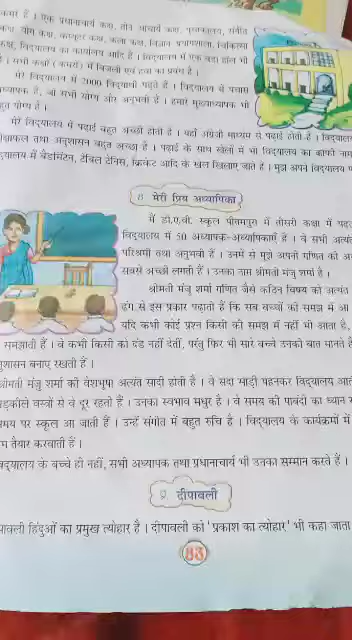 कमरे हैं । एक प्रधानाचार्य कक्ष, तीन आचार्य कक्ष, पुस्तकालय, संगीत
कक्ष, योग कक्ष, कंप्यूटर कक्ष, कला कक्ष, विज्ञान प्रयोगशाला, चिकित्सा
कक्ष, विद्यालय का कार्यालय आदि हैं । विद्यालय में एक बड़ा हॉल भी
है । सभी कक्षों (कमरों) में बिजली एवं हवा का प्रबंध है ।
मेरे विद्यालय में 2000 विद्यार्थी पढ़ते हैं । विद्यालय में पचास
ध्यापक हैं, जो सभी योग्य और अनुभवी हैं । हमारे मुख्याध्यापक भी
हुत योग्य हैं ।
मेरे विद्यालय में पढ़ाई बहुत अच्छी होती है । यहाँ अंग्रेजी माध्यम से पढ़ाई होती है । विद्यालय
रीक्षाफल तथा अनुशासन बहुत अच्छा है । पढ़ाई के साथ खेलों में भी विद्यालय का काफी नाम
द्यालय में बैडमिंटन, टेबिल टेनिस, क्रिकेट आदि के खेल खिलाए जाते हैं । मुझे अपने विद्यालय प
8. मेरी प्रिय अध्यापिका
मैं डी.ए.वी. स्कूल पीतमपुरा में तीसरी कक्षा में पढ़
विद्यालय में 50 अध्यापक-अध्यापिकाएँ हैं । वे सभी अत्यं
परिश्रमी तथा अनुभवी हैं । उनमें से मुझे अपनी गणित की अ
सबसे अच्छी लगती हैं । उनका नाम श्रीमती मंजु शर्मा है ।
श्रीमती मंजु शर्मा गणित जैसे कठिन विषय को अत्यंत
ढंग से इस प्रकार पढ़ाती हैं कि सब बच्चों की समझ में आ
यदि कभी कोई प्रश्न किसी की समझ में नहीं भी आता है,
समझाती हैं । वे कभी किसी को दंड नहीं देतीं, परंतु फिर भी सारे बच्चे उनकी बात मानते है
नुशासन बनाए रखती हैं ।
श्रीमती मंजु शर्मा की वेशभूषा अत्यंत सादी होती है । वे सदा साड़ी पहनकर विद्यालय आत
ड़कीले वस्त्रों से वे दूर रहती हैं । उनका स्वभाव मधुर है । वे समय की पाबंदी का ध्यान
मय पर स्कूल आ जाती हैं । उन्हें संगीत में बहुत रुचि है । विद्यालय के कार्यक्रमों में
म तैयार करवाती हैं ।
वद्यालय के बच्चे ही नहीं, सभी अध्यापक तथा प्रधानाचार्य भी उनका सम्मान करते हैं ।
9. दीपावली
पावली हिंदुओं का प्रमुख त्योहार है । दीपावली को 'प्रकाश का त्योहार' भी कहा जाता
83